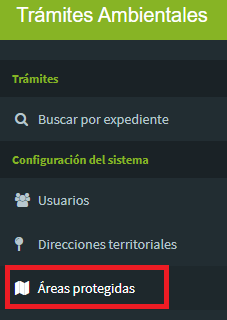 Trámites Ambientales
Trámites
Buscar por expediente
Configuración del sistema
Usuarios
Direcciones territoriales
Áreas protegidas